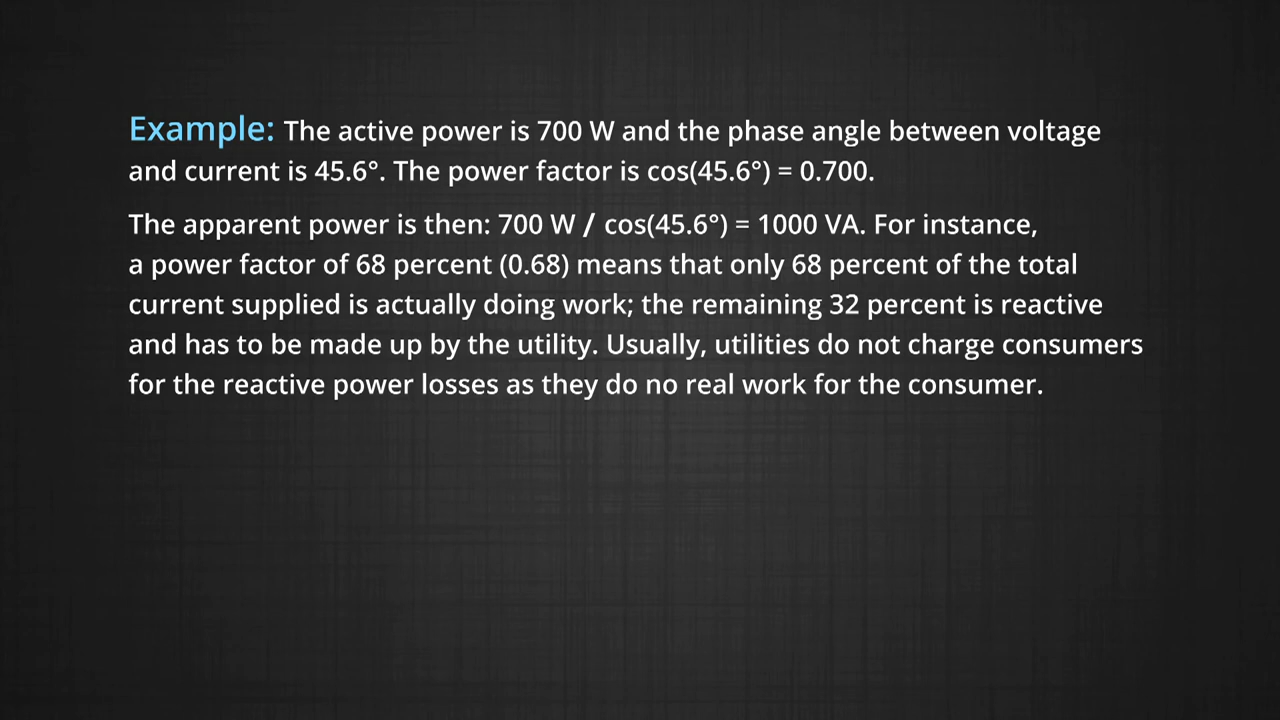 Example: The active power is 700 W and the phase angle between voltage
and current is 45.6°. The power factor is cos(45.6°) = 0.700.
The apparent power is then: 700 W / cos(45.6°) = 1000 VA. For instance,
a power factor of 68 percent (0.68) means that only 68 percent of the total
current supplied is actually doing work; the remaining 32 percent is reactive
and has to be made up by the utility. Usually, utilities do not charge consumers
for the reactive power losses as they do no real work for the consumer.